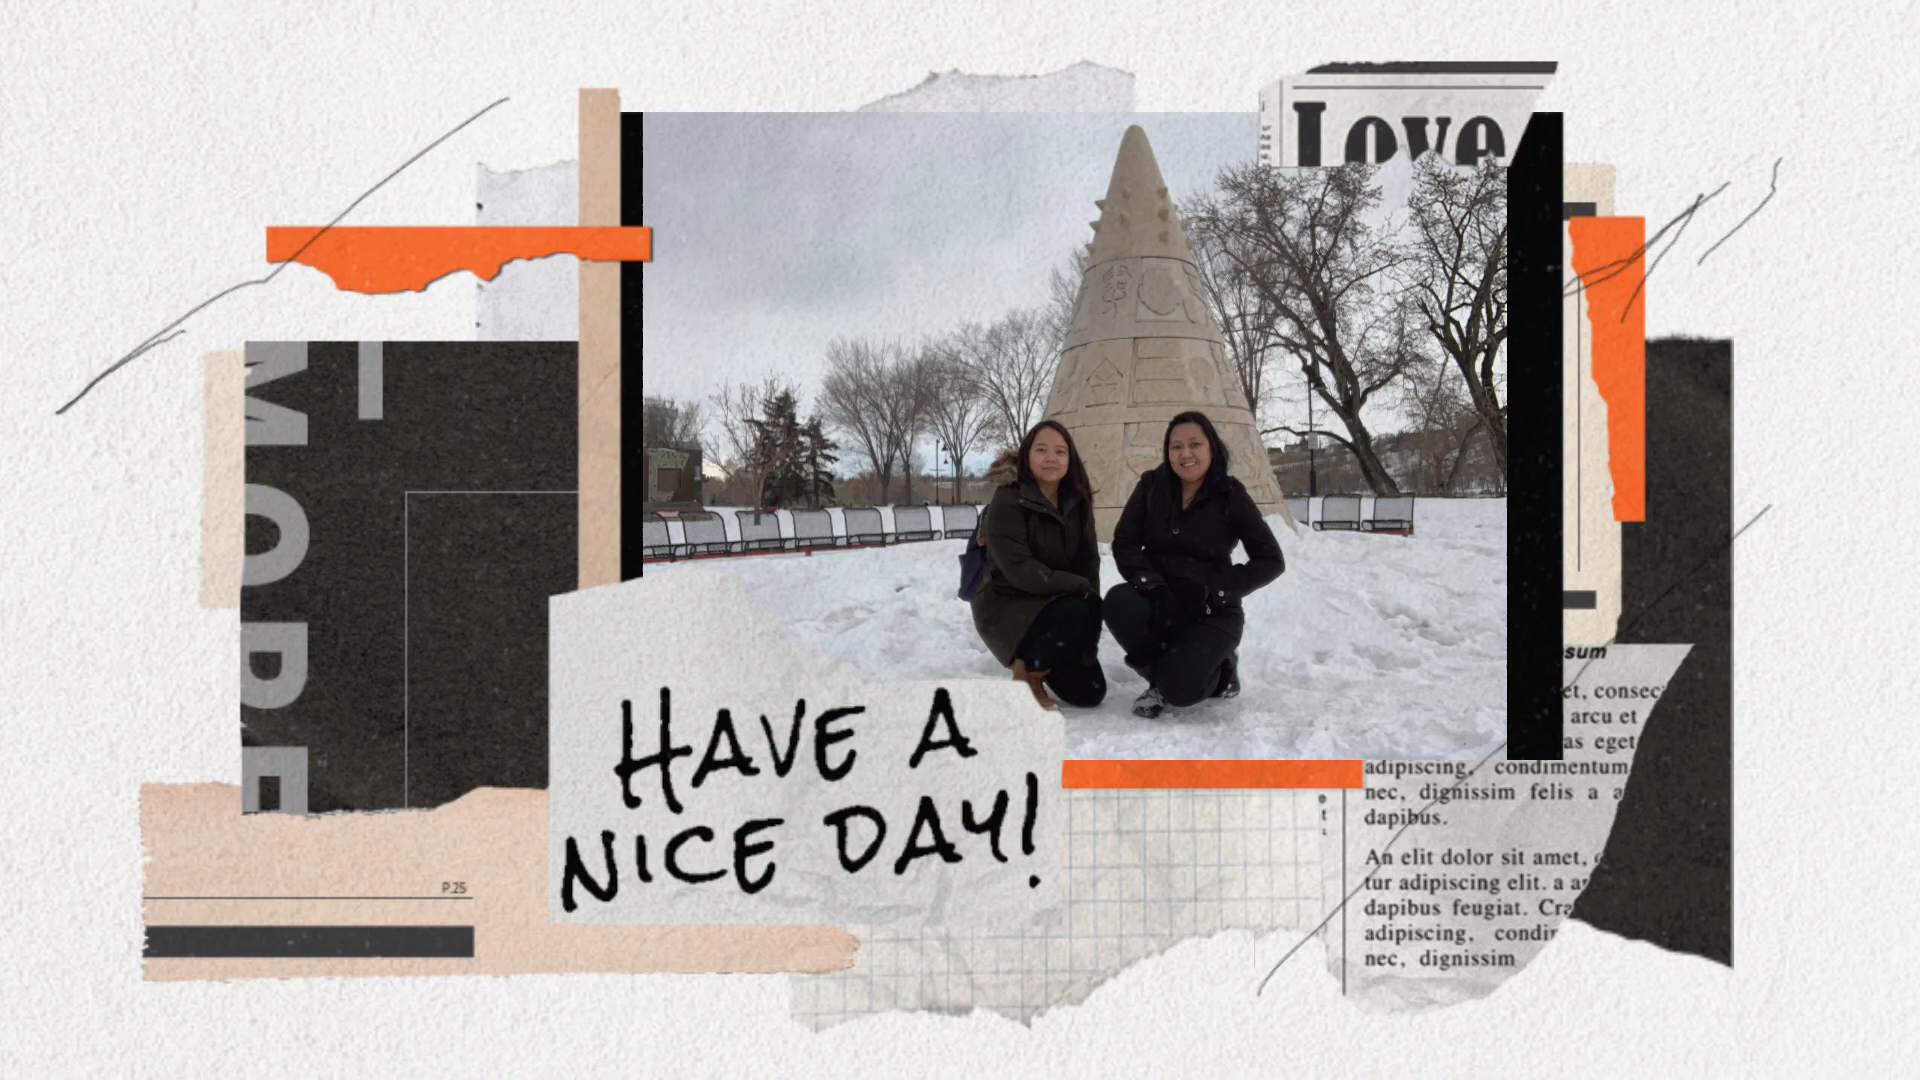 Love
MORE
HAVE A
NICE DAY!
P.25
sum
et, consec
arcu et
as eget
adipiscing, condimentum
nec, dignissim felis a a
dapibus.
An elit dolor sit amet,
tur adipiscing elit. a a
dapibus feugiat. Cra
adipiscing, condi
nec, dignissim